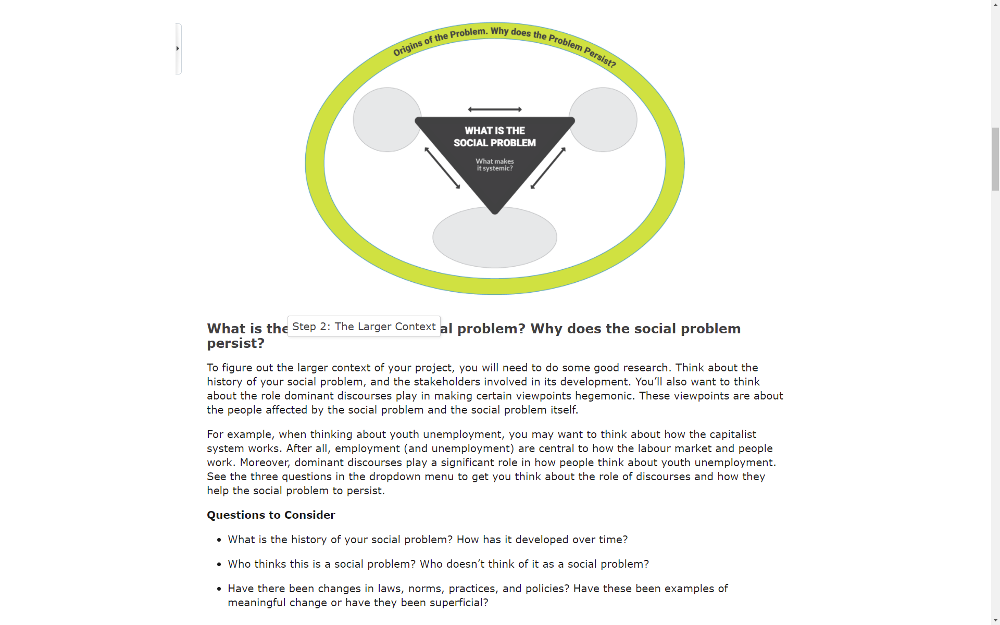 Origins of the Problem. Why does the Problem Persist?
WHAT IS THE
SOCIAL PROBLEM
What makes
it systemic?
What is the
Step 2: The Larger Context
al problem? Why does the social problem
persist?
To figure out the larger context of your project, you will need to do some good research. Think about the
history of your social problem, and the stakeholders involved in its development. You’ll also want to think
about the role dominant discourses play in making certain viewpoints hegemonic. These viewpoints are about
the people affected by the social problem and the social problem itself.
For example, when thinking about youth unemployment, you may want to think about how the capitalist
system works. After all, employment (and unemployment) are central to how the labour market and people
work. Moreover, dominant discourses play a significant role in how people think about youth unemployment.
See the three questions in the dropdown menu to get you think about the role of discourses and how they
help the social problem to persist.
Questions to Consider
• What is the history of your social problem? How has it developed over time?
• Who thinks this is a social problem? Who doesn’t think of it as a social problem?
• Have there been changes in laws, norms, practices, and policies? Have these been examples of
meaningful change or have they been superficial?